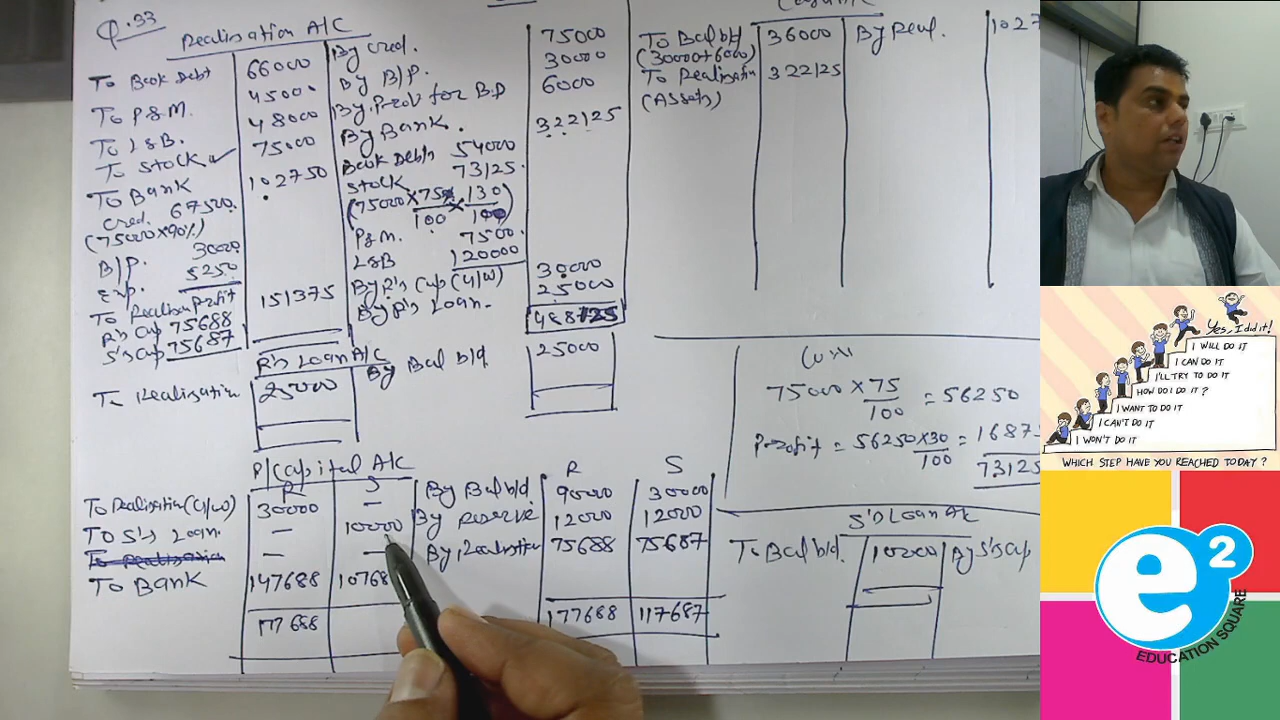 Q.33
Realisation A/C
To Book Debt 66000 By cred. 75000
To P&M. 45000 By B/P. 30000
To L&B. 48000 By Prov for B.D 6000
To Stock 75000 By Bank. 322125
To Bank 102750 Book Debts 54000
cred. 67500 Stock 73125
(75000×90%) (75000×75/100×130/100)
B/P. 30000 P&M. 7500
Exp. 5250 L&B 120000
To Realisation Profit 151375 By R's Cap (U/W) 30000
R's Cap 75688 By R's Loan. 25000
S's Cap 75687 488125
R's Loan A/C
To Realisation 25000 By Bal b/d 25000
P/Capital A/C
R S R S
To Realisation (U/W) 30000 - By Bal b/d 90000 30000
To S's Loan - 10000 By Reserve 12000 12000
- - By Realisation 75688 75687
To Bank 147688 10768
177688 177688 117687
To Bal b/d 36000 By Real. 1027
(30000+6000)
To Realisation 322125
(Assets)
75000 × 75/100 = 56250
Profit = 56250×30/100 = 1687
73125
S's Loan A/c
To Bal b/d. 10000 By S's Cap
Yes, I did it!
I WILL DO IT
I CAN DO IT
I'LL TRY TO DO IT
HOW DO I DO IT?
I WANT TO DO IT
I CAN'T DO IT
I WON'T DO IT
WHICH STEP HAVE YOU REACHED TODAY?
e2
EDUCATION SQUARE